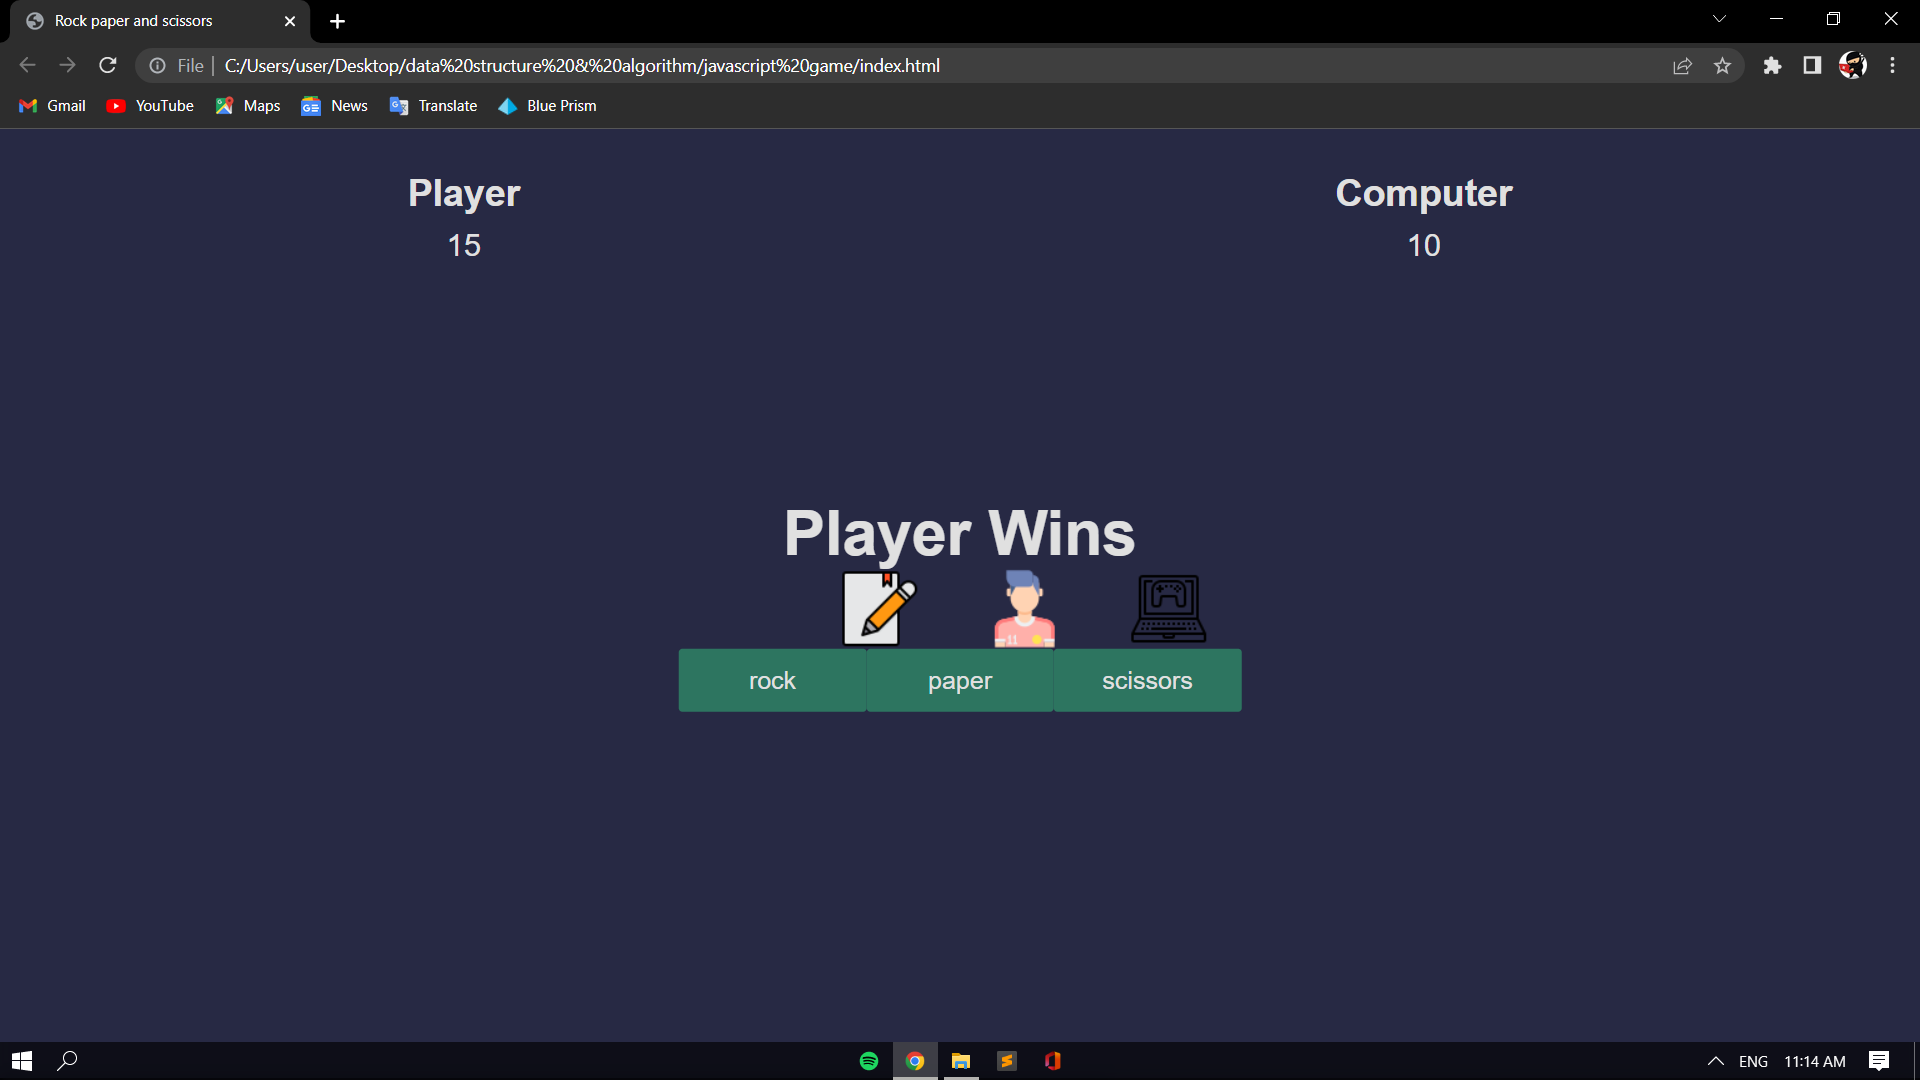 Rock paper and scissors
File | C:/Users/user/Desktop/data%20structure%20&%20algorithm/javascript%20game/index.html
Gmail YouTube Maps News Translate Blue Prism
Player Computer
15 10
Player Wins
11
rock paper scissors
ENG 11:14 AM